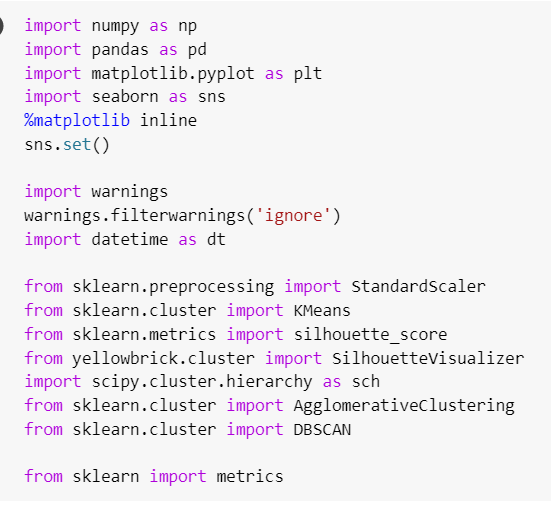 import numpy as np
import pandas as pd
import matplotlib.pyplot as plt
import seaborn as sns
%matplotlib inline
sns.set()
import warnings
warnings.filterwarnings('ignore')
import datetime as dt
from sklearn.preprocessing import StandardScaler
from sklearn.cluster import KMeans
from sklearn.metrics import silhouette_score
from yellowbrick.cluster import SilhouetteVisualizer
import scipy.cluster.hierarchy as sch
from sklearn.cluster import AgglomerativeClustering
from sklearn.cluster import DBSCAN
from sklearn import metrics